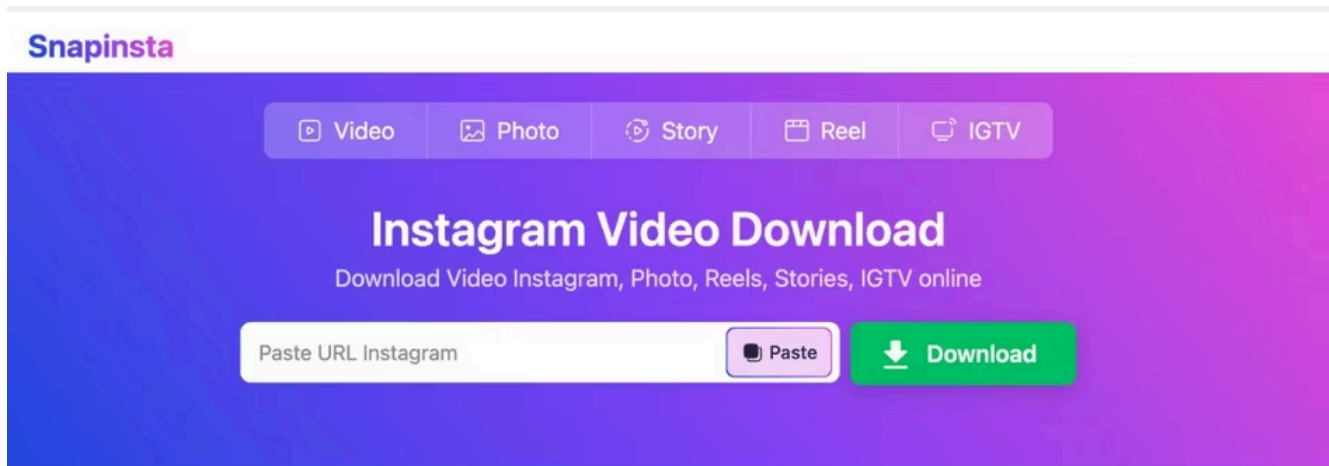 Snapinsta
Video Photo Story Reel IGTV
Instagram Video Download
Download Video Instagram, Photo, Reels, Stories, IGTV online
Paste URL Instagram Paste Download